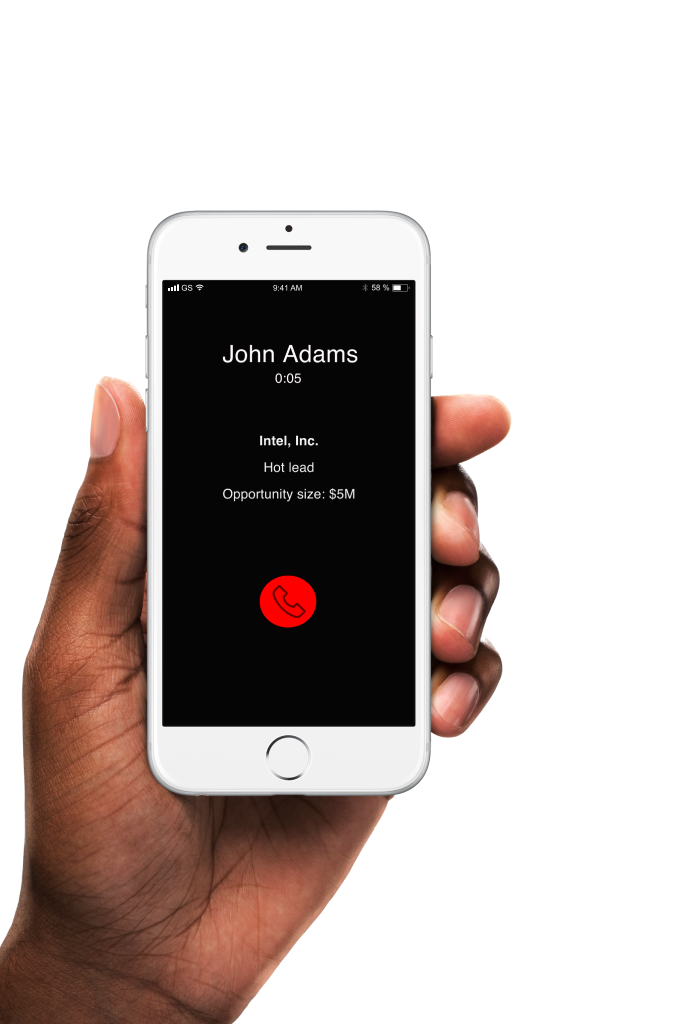 GS 9:41 AM 58 %
John Adams
0:05
Intel, Inc.
Hot lead
Opportunity size: $5M